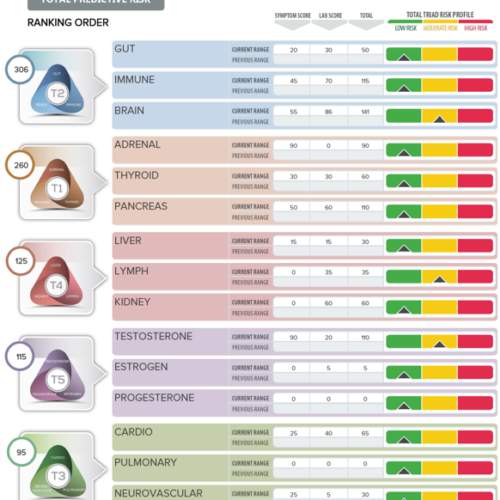 TOTAL PREDICTIVE RISK
RANKING ORDER
SYMPTOM SCORE LAB SCORE TOTAL
TOTAL TRIAD RISK PROFILE
LOW RISK MODERATE RISK HIGH RISK
306
GUT
T2
BRAIN IMMUNE
GUT CURRENT RANGE 20 30 50
PREVIOUS RANGE
IMMUNE CURRENT RANGE 45 70 115
PREVIOUS RANGE
BRAIN CURRENT RANGE 55 86 141
PREVIOUS RANGE
260
T1
ADRENAL CURRENT RANGE 90 0 90
PREVIOUS RANGE
THYROID CURRENT RANGE 30 30 60
PREVIOUS RANGE
PANCREAS CURRENT RANGE 50 60 110
PREVIOUS RANGE
125
LIVER
T4
KIDNEY LYMPH
LIVER CURRENT RANGE 15 15 30
PREVIOUS RANGE
LYMPH CURRENT RANGE 0 35 35
PREVIOUS RANGE
KIDNEY CURRENT RANGE 0 60 60
PREVIOUS RANGE
115
T5
TESTOSTERONE CURRENT RANGE 90 20 110
PREVIOUS RANGE
ESTROGEN CURRENT RANGE 0 5 5
PREVIOUS RANGE
PROGESTERONE CURRENT RANGE 0 0 0
PREVIOUS RANGE
95
CARDIO
T3
CARDIO CURRENT RANGE 25 40 65
PREVIOUS RANGE
PULMONARY CURRENT RANGE 0 0 0
PREVIOUS RANGE
NEUROVASCULAR CURRENT RANGE 25 5 30